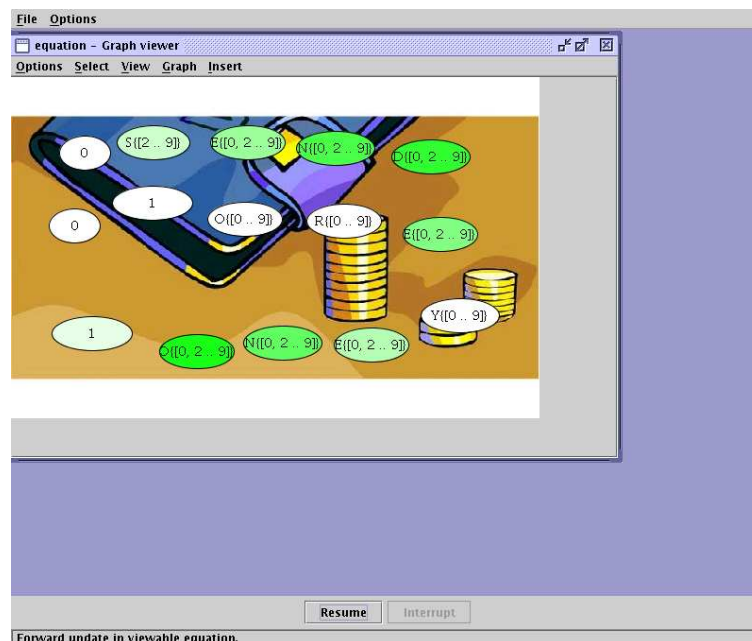 File Options
equation – Graph viewer
Options Select View Graph Insert
0 S{[2 .. 9]} E{[0, 2 .. 9]} N{[0, 2 .. 9]} D{[0, 2 .. 9]}
0 1 O{[0 .. 9]} R{[0 .. 9]} E{[0, 2 .. 9]}
1 O{[0, 2 .. 9]} N{[0, 2 .. 9]} E{[0, 2 .. 9]} Y{[0 .. 9]}
Resume Interrupt
Forward update in viewable equation.